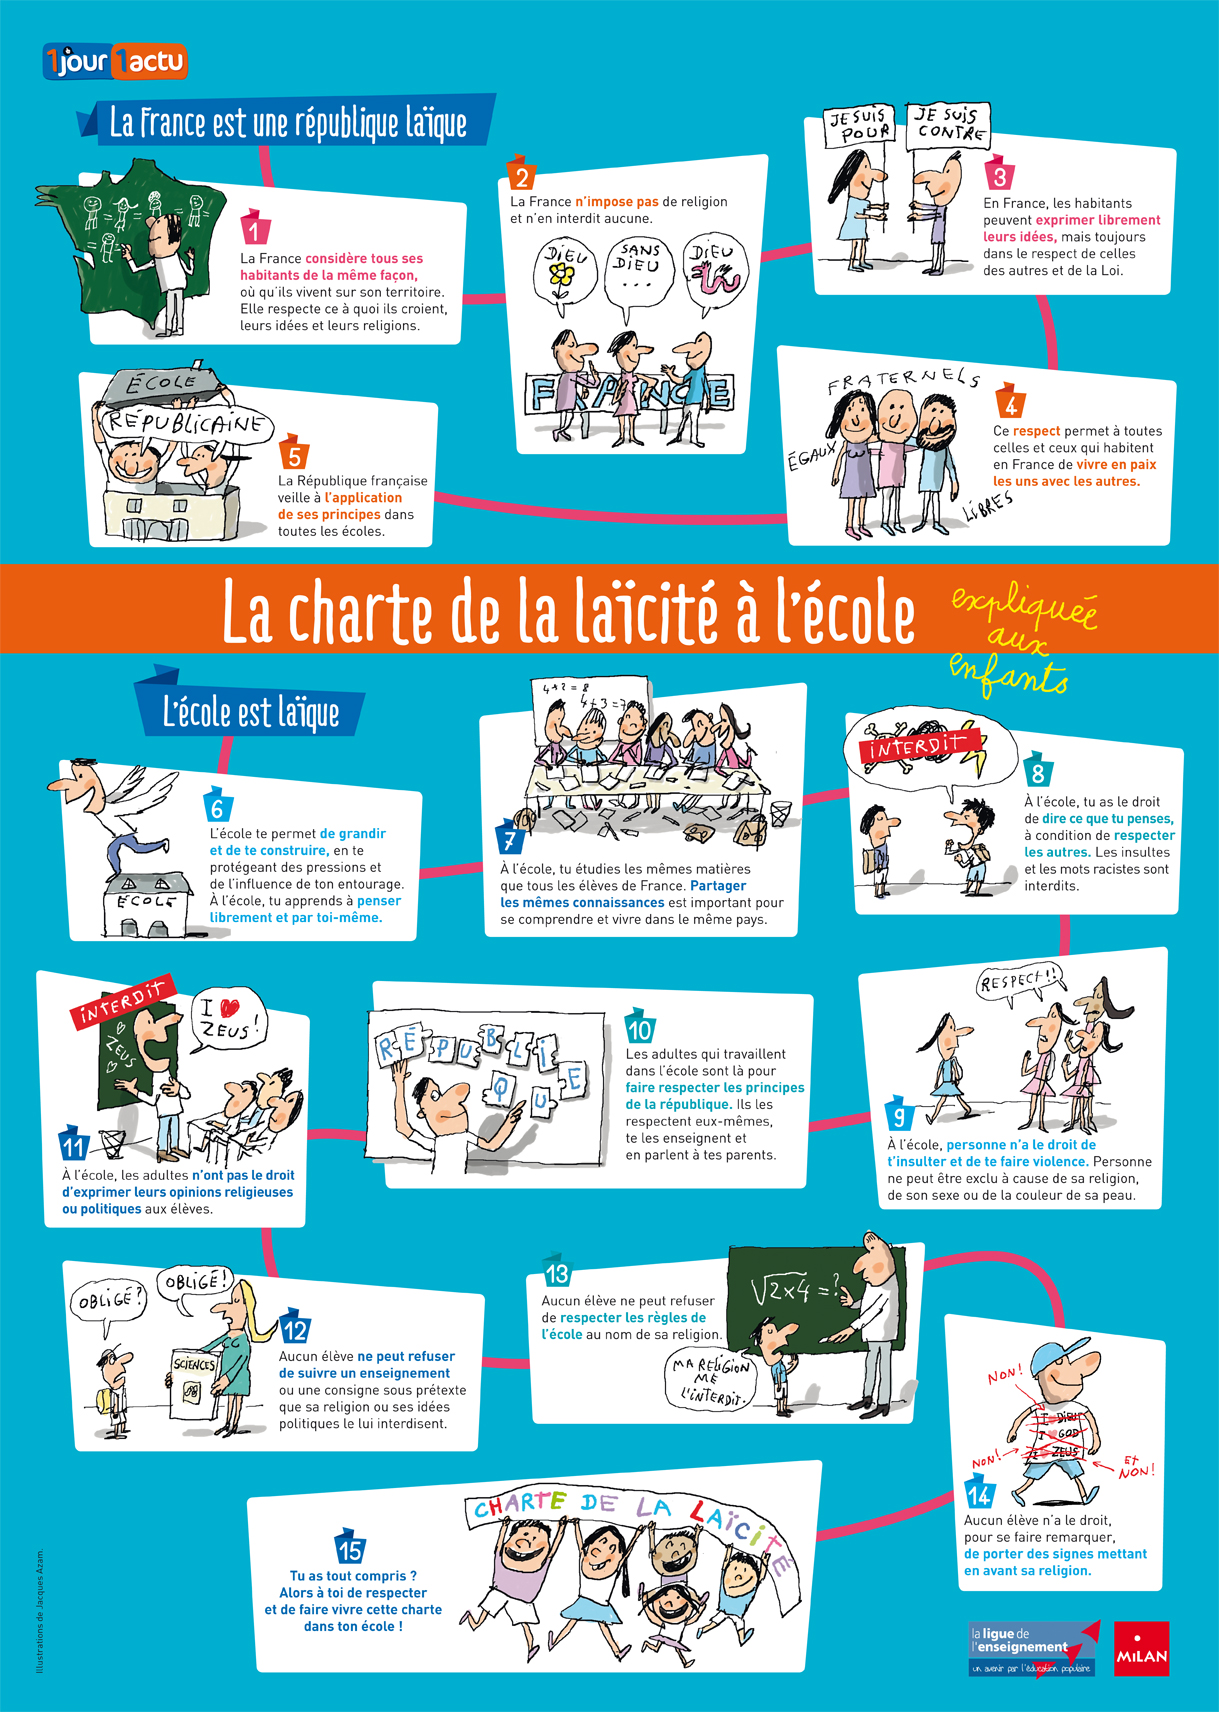 1jour 1actu
La France est une république laïque
1
La France considère tous ses
habitants de la même façon,
où qu'ils vivent sur son territoire.
Elle respecte ce à quoi ils croient,
leurs idées et leurs religions.
2
La France n'impose pas de religion
et n'en interdit aucune.
DIEU
SANS
DIEU
...
DIEU
FRANCE
JE SUIS
POUR
JE SUIS
CONTRE
3
En France, les habitants
peuvent exprimer librement
leurs idées, mais toujours
dans le respect de celles
des autres et de la Loi.
FRATERNELS
ÉGAUX
LIBRES
4
Ce respect permet à toutes
celles et ceux qui habitent
en France de vivre en paix
les uns avec les autres.
ÉCOLE
RÉPUBLICAINE
5
La République française
veille à l'application
de ses principes dans
toutes les écoles.
La charte de la laïcité à l'école
expliquée
aux
enfants
L'école est laïque
ÉCOLE
6
L'école te permet de grandir
et de te construire, en te
protégeant des pressions et
de l'influence de ton entourage.
À l'école, tu apprends à penser
librement et par toi-même.
4+2=8
4+3=7
7
À l'école, tu étudies les mêmes matières
que tous les élèves de France. Partager
les mêmes connaissances est important pour
se comprendre et vivre dans le même pays.
INTERDIT
8
À l'école, tu as le droit
de dire ce que tu penses,
à condition de respecter
les autres. Les insultes
et les mots racistes sont
interdits.
RESPECT!!
9
À l'école, personne n'a le droit de
t'insulter et de te faire violence. Personne
ne peut être exclu à cause de sa religion,
de son sexe ou de la couleur de sa peau.
RÉPUBLIQUE
10
Les adultes qui travaillent
dans l'école sont là pour
faire respecter les principes
de la république. Ils les
respectent eux-mêmes,
te les enseignent et
en parlent à tes parents.
INTERDIT
ZEUS
I ♥
ZEUS!
11
À l'école, les adultes n'ont pas le droit
d'exprimer leurs opinions religieuses
ou politiques aux élèves.
OBLIGÉ?
OBLIGÉ!
SCIENCES
12
Aucun élève ne peut refuser
de suivre un enseignement
ou une consigne sous prétexte
que sa religion ou ses idées
politiques le lui interdisent.
13
Aucun élève ne peut refuser
de respecter les règles de
l'école au nom de sa religion.
√2x4 = ?
MA RELIGION
ME
L'INTERDIT.
NON!
I ♥ DIEU
I ♥ GOD
I ♥ ZEUS
NON!
ET
NON!
14
Aucun élève n'a le droit,
pour se faire remarquer,
de porter des signes mettant
en avant sa religion.
CHARTE DE LA LAÏCITÉ
15
Tu as tout compris ?
Alors à toi de respecter
et de faire vivre cette charte
dans ton école !
Illustrations de Jacques Azam.
la ligue de
l'enseignement
un avenir par l'éducation populaire
MiLAN